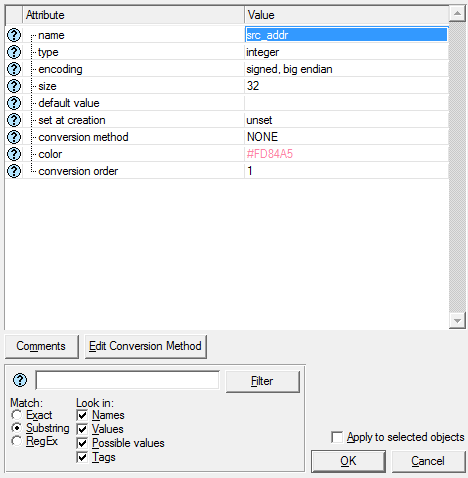 Attribute Value
? name src_addr
? type integer
? encoding signed, big endian
? size 32
? default value
? set at creation unset
? conversion method NONE
? color #FD84A5
? conversion order 1
Comments Edit Conversion Method
? Filter
Match: Look in:
Exact Names
Substring Values
RegEx Possible values
Tags
Apply to selected objects
OK Cancel